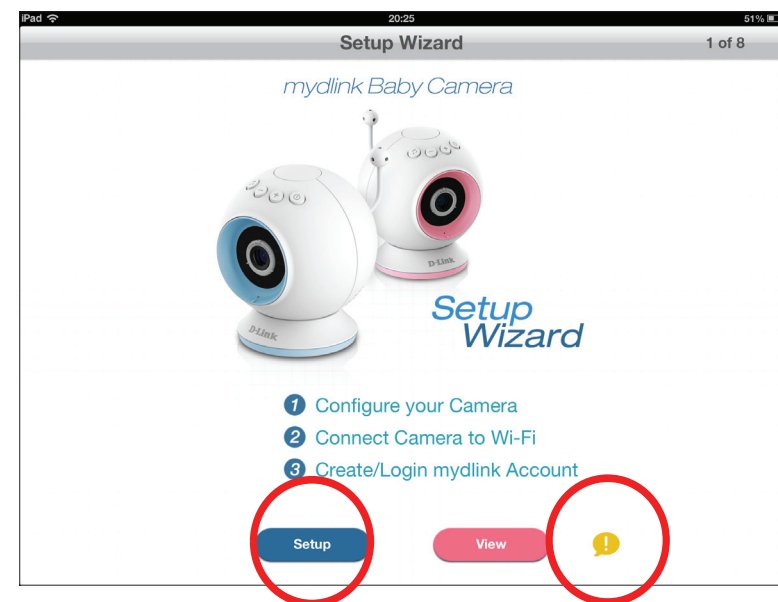 iPad 20:25 51%
Setup Wizard 1 of 8
mydlink Baby Camera
D-Link
D-Link
Setup
Wizard
1 Configure your Camera
2 Connect Camera to Wi-Fi
3 Create/Login mydlink Account
Setup View !